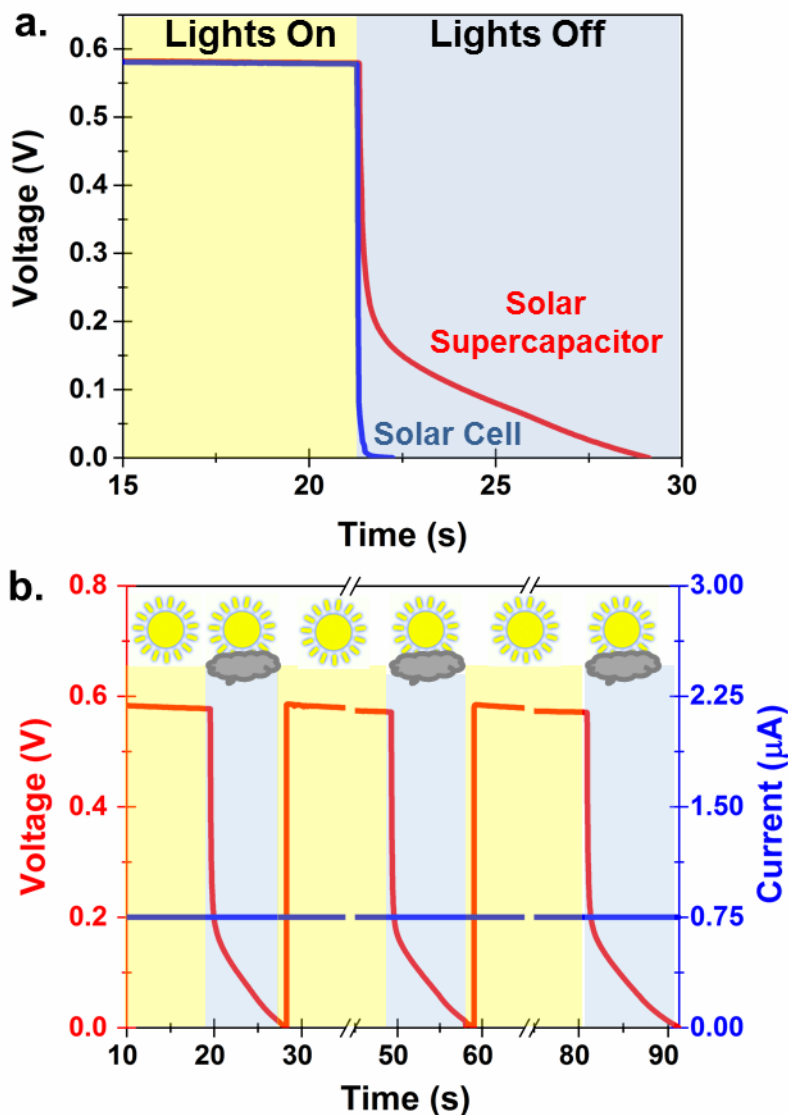 a.
Lights On
Lights Off
0.6
0.5
0.4
0.3
0.2
0.1
0.0
Voltage (V)
Solar
Supercapacitor
Solar Cell
15
20
25
30
Time (s)
b.
0.8
0.6
0.4
0.2
0.0
Voltage (V)
3.00
2.25
1.50
0.75
0.00
Current (μA)
10
20
30
50
60
80
90
Time (s)